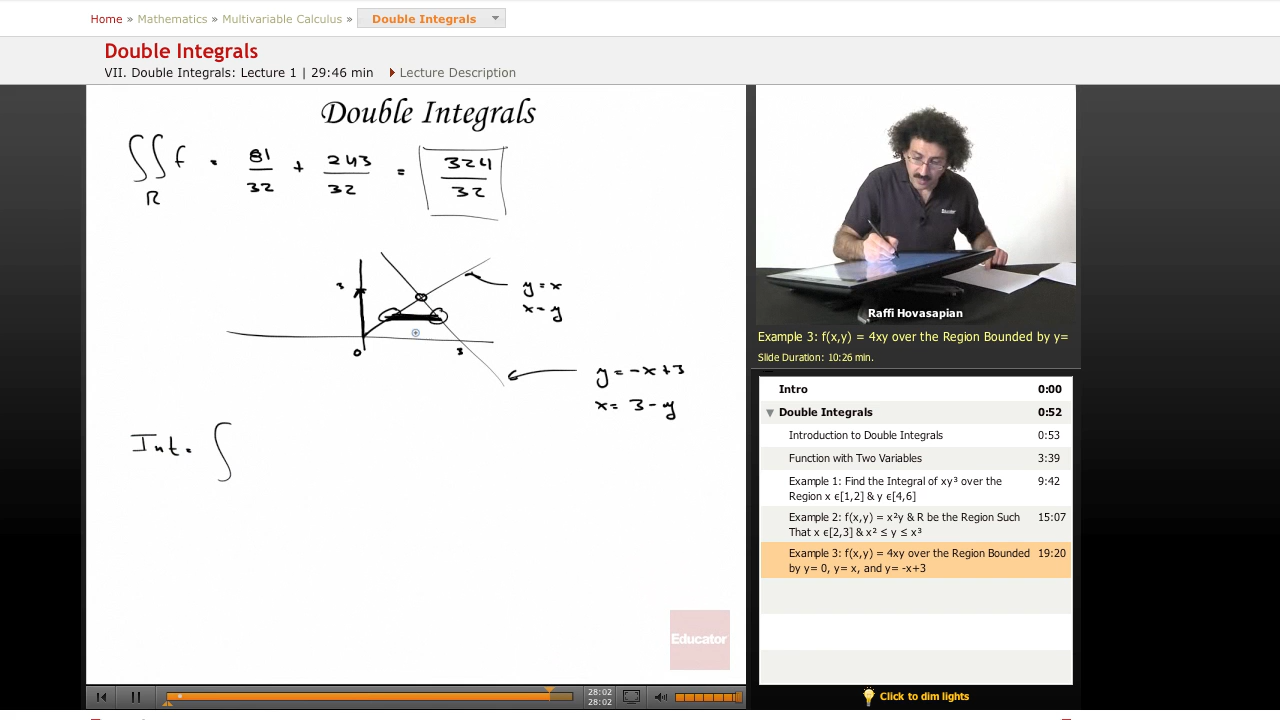 Home » Mathematics » Multivariable Calculus » Double Integrals
Double Integrals
VII. Double Integrals: Lecture 1 | 29:46 min Lecture Description
Double Integrals
∬ f = 81/32 + 243/32 = 324/32
R
3
y = x
x = y
0 3
y = -x+3
x = 3-y
Int. ∫
Educator
Educator
Raffi Hovasapian
Example 3: f(x,y) = 4xy over the Region Bounded by y=
Slide Duration: 10:26 min.
Intro 0:00
Double Integrals 0:52
Introduction to Double Integrals 0:53
Function with Two Variables 3:39
Example 1: Find the Integral of xy³ over the 9:42
Region x ϵ[1,2] & y ϵ[4,6]
Example 2: f(x,y) = x²y & R be the Region Such 15:07
That x ϵ[2,3] & x² ≤ y ≤ x³
Example 3: f(x,y) = 4xy over the Region Bounded 19:20
by y= 0, y= x, and y= -x+3
28:02
28:02
Click to dim lights